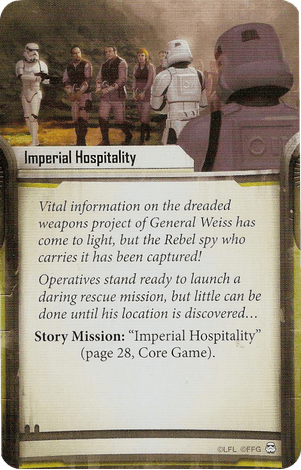 Imperial Hospitality
Vital information on the dreaded
weapons project of General Weiss has
come to light, but the Rebel spy who
carries it has been captured!
Operatives stand ready to launch a
daring rescue mission, but little can be
done until his location is discovered…
Story Mission: “Imperial Hospitality”
(page 28, Core Game).
©LFL ©FFG